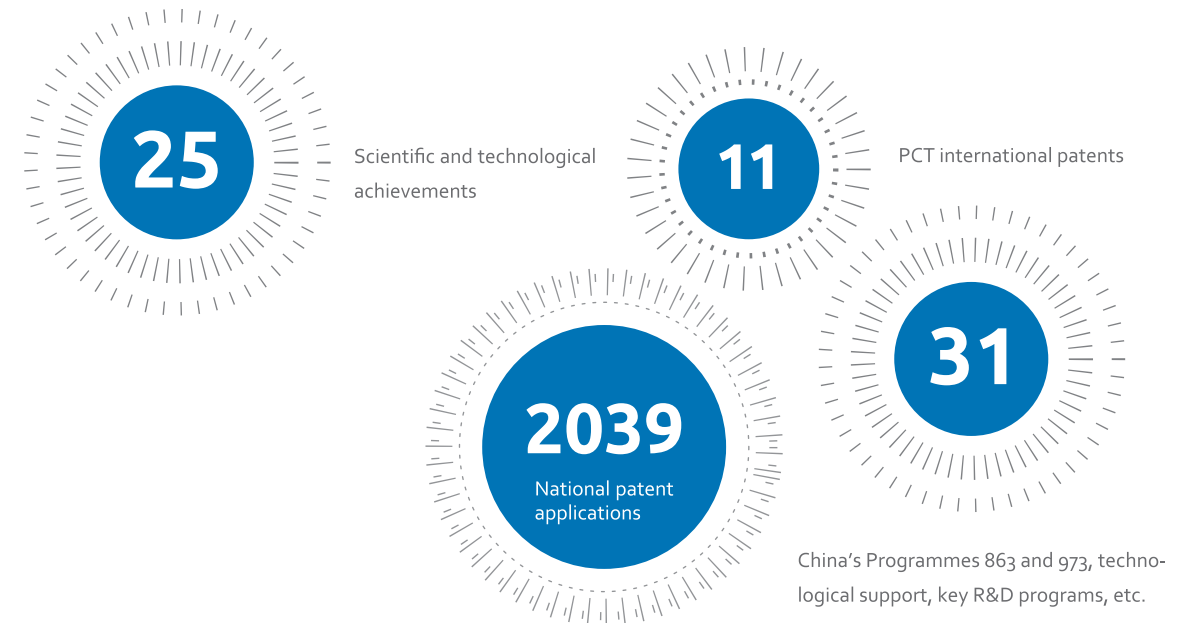 25
Scientific and technological
achievements
11
PCT international patents
2039
National patent
applications
31
China's Programmes 863 and 973, techno-
logical support, key R&D programs, etc.